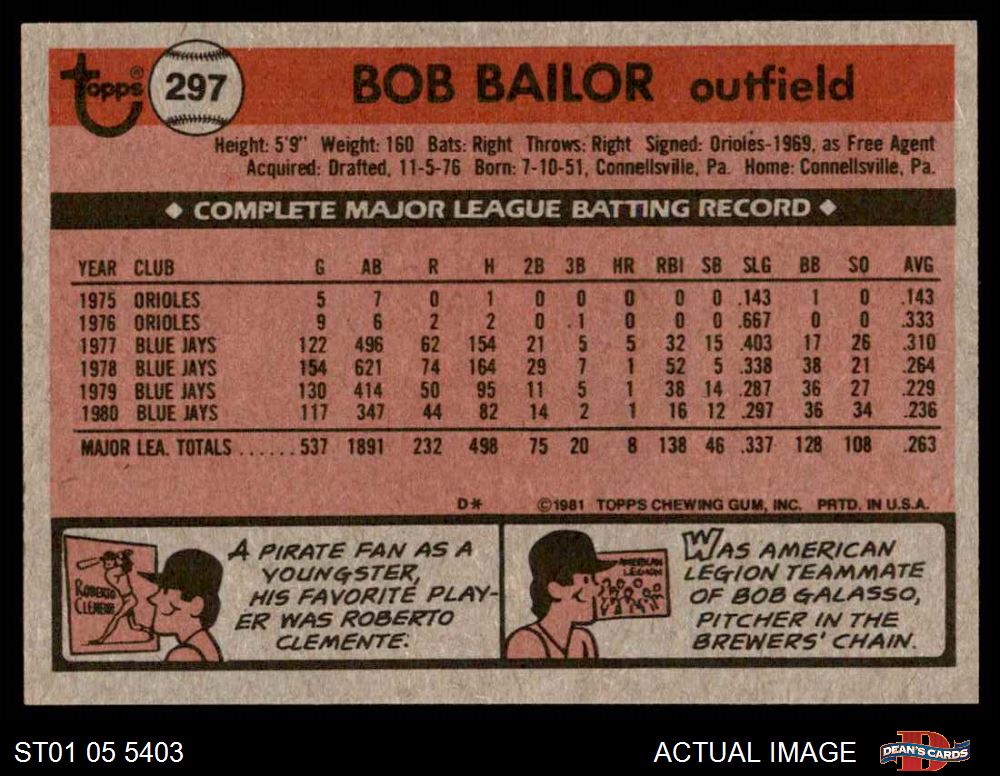 topps® 297 BOB BAILOR outfield
Height: 5'9" Weight: 160 Bats: Right Throws: Right Signed: Orioles-1969, as Free Agent
Acquired: Drafted, 11-5-76 Born: 7-10-51, Connellsville, Pa. Home: Connellsville, Pa.
◆ COMPLETE MAJOR LEAGUE BATTING RECORD ◆
YEAR CLUB G AB R H 2B 3B HR RBI SB SLG BB SO AVG
1975 ORIOLES 5 7 0 1 0 0 0 0 0 .143 1 0 .143
1976 ORIOLES 9 6 2 2 0 1 0 0 0 .667 0 0 .333
1977 BLUE JAYS 122 496 62 154 21 5 5 32 15 .403 17 26 .310
1978 BLUE JAYS 154 621 74 164 29 7 1 52 5 .338 38 21 .264
1979 BLUE JAYS 130 414 50 95 11 5 1 38 14 .287 36 27 .229
1980 BLUE JAYS 117 347 44 82 14 2 1 16 12 .297 36 34 .236
MAJOR LEA. TOTALS ...... 537 1891 232 498 75 20 8 138 46 .337 128 108 .263
D* ©1981 TOPPS CHEWING GUM, INC. PRTD. IN U.S.A.
ROBERTO
CLEMENTE
A PIRATE FAN AS A
YOUNGSTER,
HIS FAVORITE PLAY-
ER WAS ROBERTO
CLEMENTE.
AMERICAN
LEGION
WAS AMERICAN
LEGION TEAMMATE
OF BOB GALASSO,
PITCHER IN THE
BREWERS' CHAIN.
ST01 05 5403 ACTUAL IMAGE DEAN'S CARDS